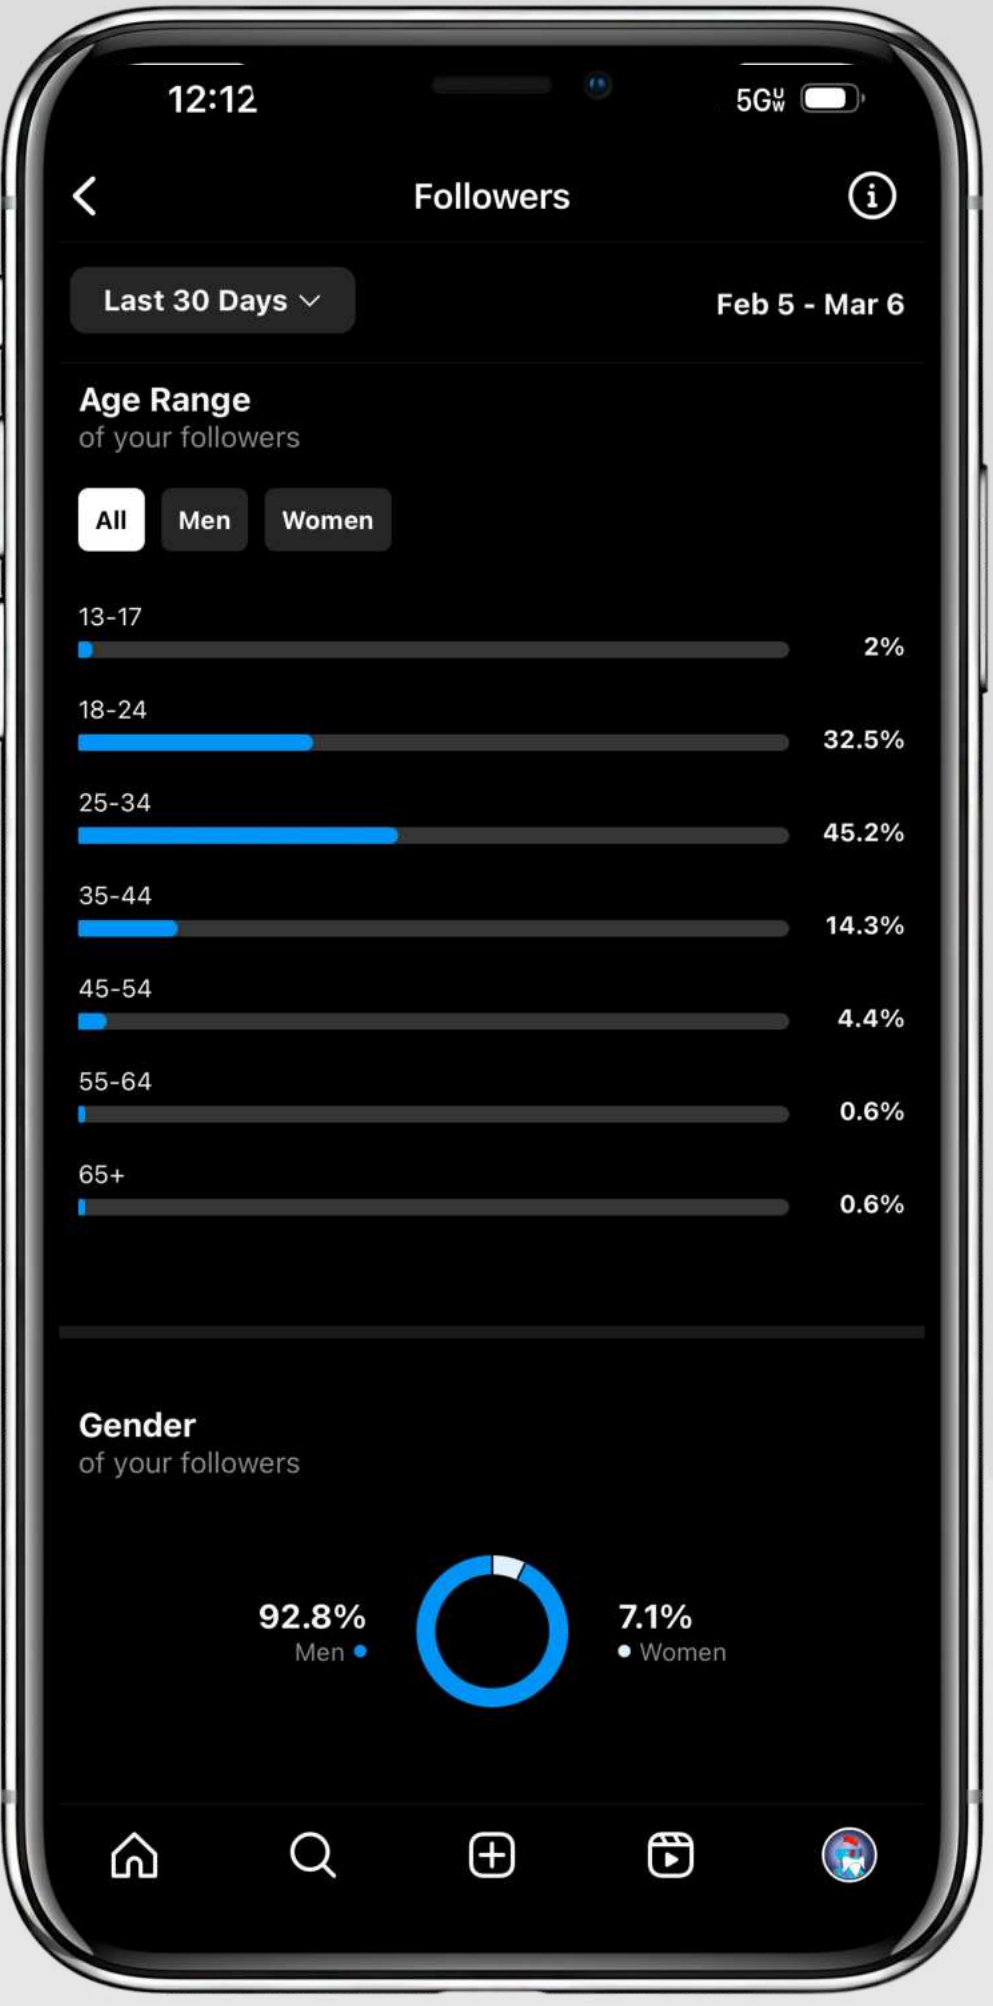 12:12
5G UW
Followers
Last 30 Days
Feb 5 - Mar 6
Age Range
of your followers
All Men Women
13-17
2%
18-24
32.5%
25-34
45.2%
35-44
14.3%
45-54
4.4%
55-64
0.6%
65+
0.6%
Gender
of your followers
92.8%
Men
7.1%
Women